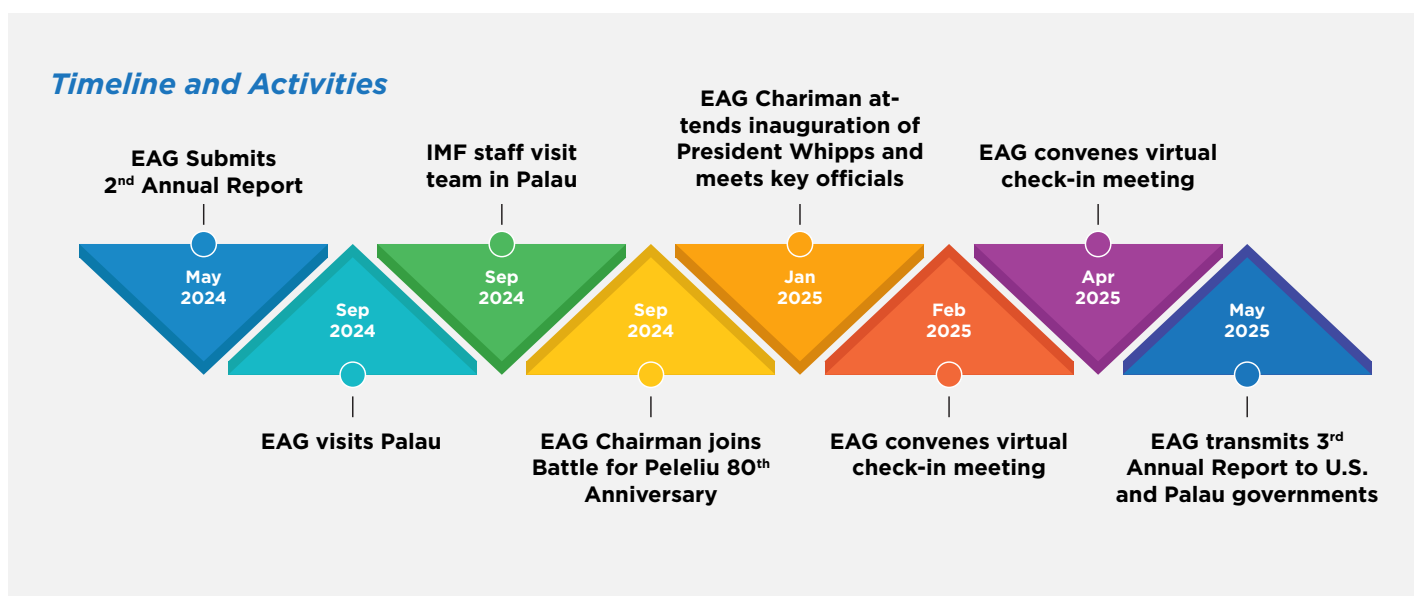 Timeline and Activities
EAG Submits
2nd Annual Report
May
2024
Sep
2024
EAG visits Palau
IMF staff visit
team in Palau
Sep
2024
Sep
2024
EAG Chairman joins
Battle for Peleliu 80th
Anniversary
EAG Chariman at-
tends inauguration of
President Whipps and
meets key officials
Jan
2025
Feb
2025
EAG convenes virtual
check-in meeting
EAG convenes virtual
check-in meeting
Apr
2025
May
2025
EAG transmits 3rd
Annual Report to U.S.
and Palau governments